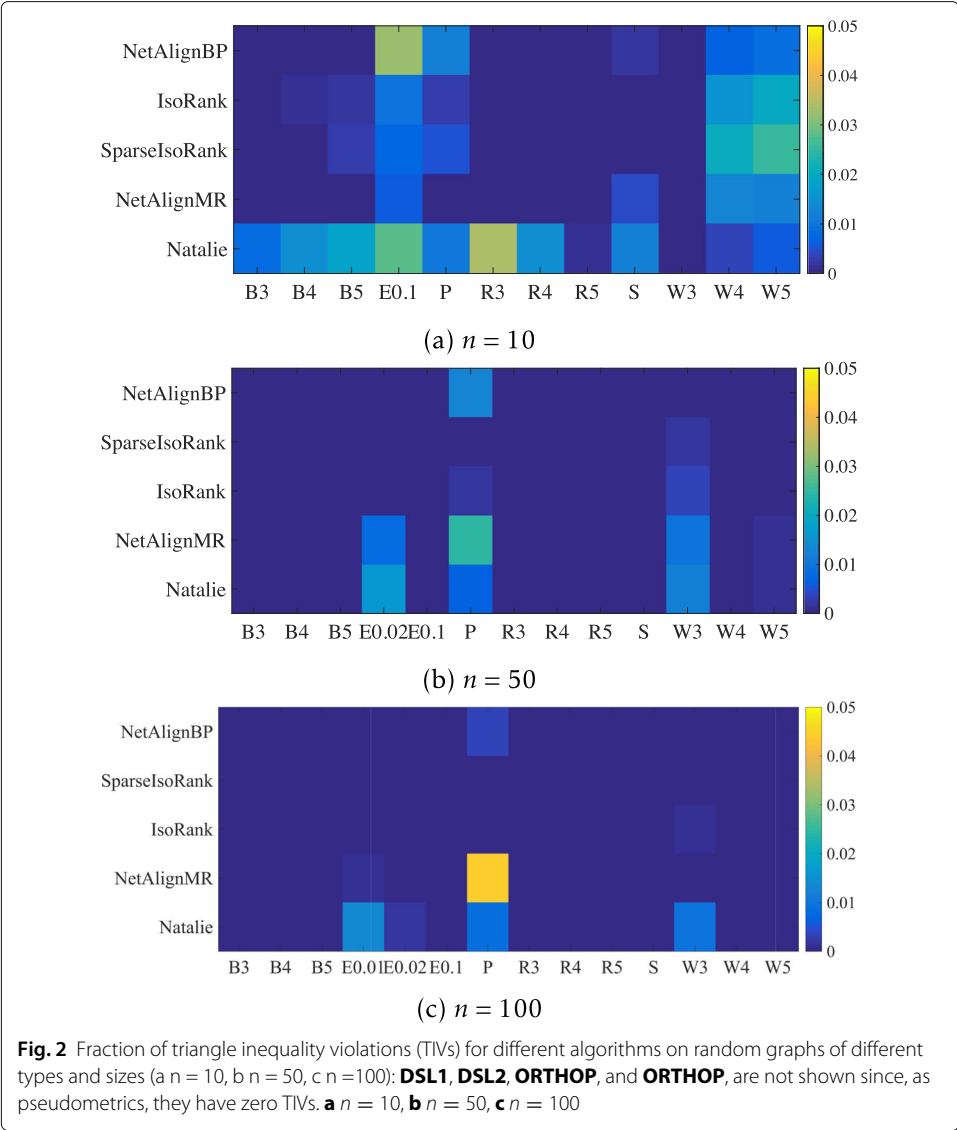 NetAlignBP
IsoRank
SparseIsoRank
NetAlignMR
Natalie
B3 B4 B5 E0.1 P R3 R4 R5 S W3 W4 W5
0.05
0.04
0.03
0.02
0.01
0
(a) n = 10
NetAlignBP
SparseIsoRank
IsoRank
NetAlignMR
Natalie
B3 B4 B5 E0.02 E0.1 P R3 R4 R5 S W3 W4 W5
0.05
0.04
0.03
0.02
0.01
0
(b) n = 50
NetAlignBP
SparseIsoRank
IsoRank
NetAlignMR
Natalie
B3 B4 B5 E0.01 E0.02 E0.1 P R3 R4 R5 S W3 W4 W5
0.05
0.04
0.03
0.02
0.01
0
(c) n = 100
Fig. 2 Fraction of triangle inequality violations (TIVs) for different algorithms on random graphs of different
types and sizes (a n = 10, b n = 50, c n =100): DSL1, DSL2, ORTHOP, and ORTHOP, are not shown since, as
pseudometrics, they have zero TIVs. a n = 10, b n = 50, c n = 100